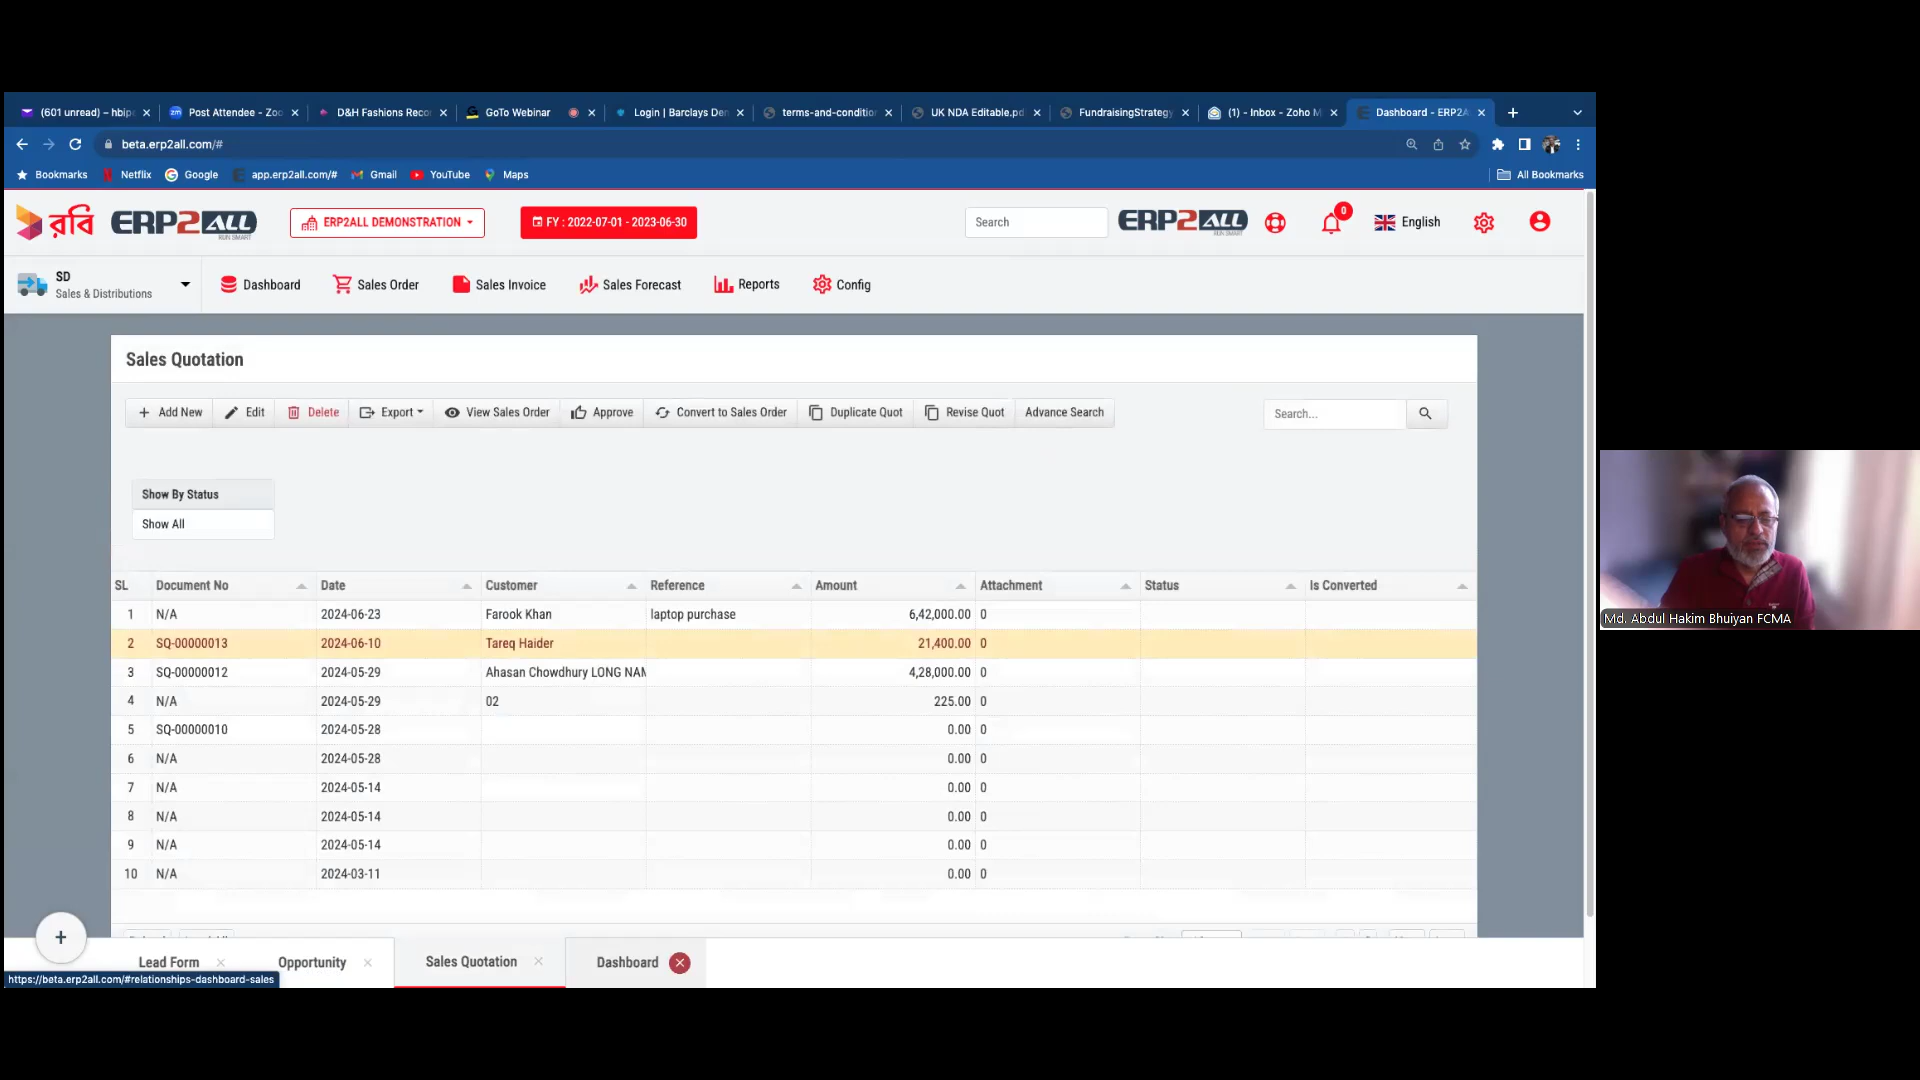 (601 unread) – hbip
Post Attendee - Zoo
D&H Fashions Recor
GoTo Webinar
Login | Barclays Der
terms-and-conditio
UK NDA Editable.pd
FundraisingStrategy
(1) - Inbox - Zoho M
Dashboard - ERP2A
beta.erp2all.com/#
Bookmarks
Netflix
Google
app.erp2all.com/#
Gmail
YouTube
Maps
All Bookmarks
রবি
ERP2ALL
RUN SMART
ERP2ALL DEMONSTRATION
FY : 2022-07-01 - 2023-06-30
Search
ERP2ALL
RUN SMART
0
English
SD
Sales & Distributions
Dashboard
Sales Order
Sales Invoice
Sales Forecast
Reports
Config
Sales Quotation
Add New
Edit
Delete
Export
View Sales Order
Approve
Convert to Sales Order
Duplicate Quot
Revise Quot
Advance Search
Search...
Show By Status
Show All
SL Document No Date Customer Reference Amount Attachment Status Is Converted
1 N/A 2024-06-23 Farook Khan laptop purchase 6,42,000.00 0
2 SQ-00000013 2024-06-10 Tareq Haider 21,400.00 0
3 SQ-00000012 2024-05-29 Ahasan Chowdhury LONG NAM 4,28,000.00 0
4 N/A 2024-05-29 02 225.00 0
5 SQ-00000010 2024-05-28 0.00 0
6 N/A 2024-05-28 0.00 0
7 N/A 2024-05-14 0.00 0
8 N/A 2024-05-14 0.00 0
9 N/A 2024-05-14 0.00 0
10 N/A 2024-03-11 0.00 0
Lead Form
Opportunity
Sales Quotation
Dashboard
https://beta.erp2all.com/#relationships-dashboard-sales
Md. Abdul Hakim Bhuiyan FCMA